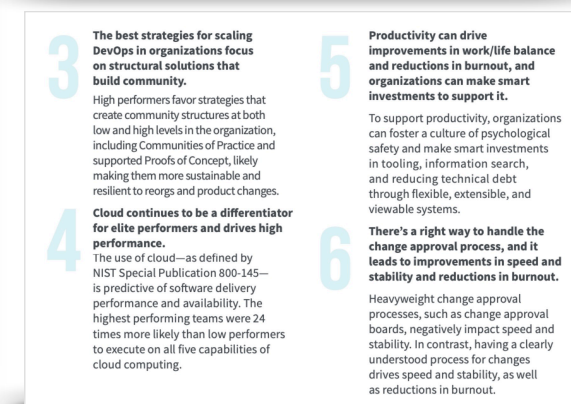 3
The best strategies for scaling
DevOps in organizations focus
on structural solutions that
build community.
High performers favor strategies that
create community structures at both
low and high levels in the organization,
including Communities of Practice and
supported Proofs of Concept, likely
making them more sustainable and
resilient to reorgs and product changes.
4
Cloud continues to be a differentiator
for elite performers and drives high
performance.
The use of cloud—as defined by
NIST Special Publication 800-145—
is predictive of software delivery
performance and availability. The
highest performing teams were 24
times more likely than low performers
to execute on all five capabilities of
cloud computing.
5
Productivity can drive
improvements in work/life balance
and reductions in burnout, and
organizations can make smart
investments to support it.
To support productivity, organizations
can foster a culture of psychological
safety and make smart investments
in tooling, information search,
and reducing technical debt
through flexible, extensible, and
viewable systems.
6
There's a right way to handle the
change approval process, and it
leads to improvements in speed and
stability and reductions in burnout.
Heavyweight change approval
processes, such as change approval
boards, negatively impact speed and
stability. In contrast, having a clearly
understood process for changes
drives speed and stability, as well
as reductions in burnout.